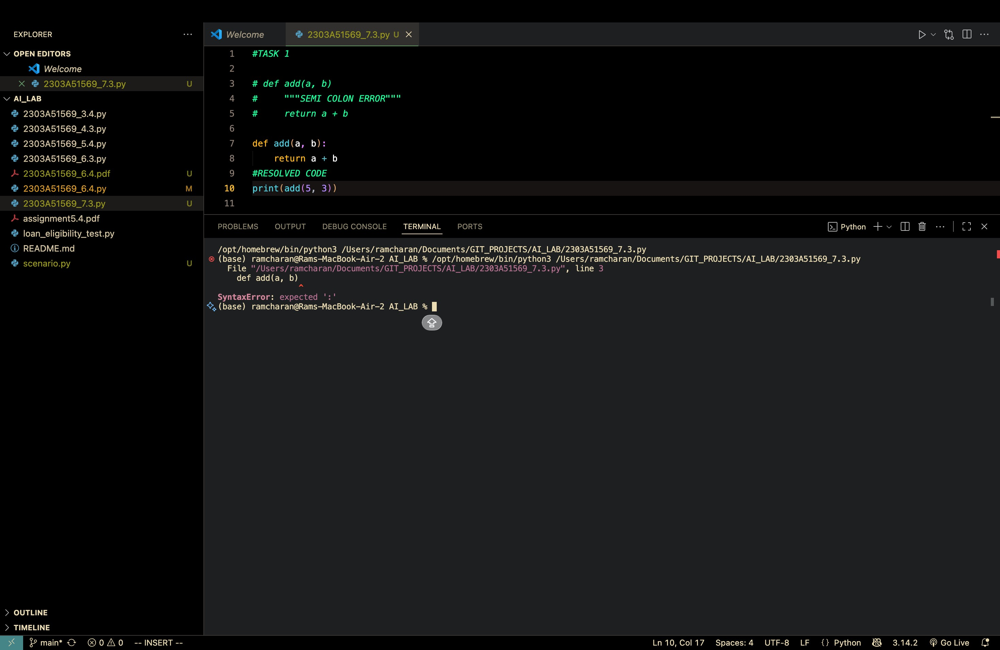 EXPLORER
OPEN EDITORS
Welcome
2303A51569_7.3.py U
AI_LAB
2303A51569_3.4.py
2303A51569_4.3.py
2303A51569_5.4.py
2303A51569_6.3.py
2303A51569_6.4.pdf U
2303A51569_6.4.py M
2303A51569_7.3.py U
assignment5.4.pdf
loan_eligibility_test.py
README.md
scenario.py U
OUTLINE
TIMELINE
Welcome
2303A51569_7.3.py U
1 #TASK 1
2
3 # def add(a, b)
4 #     """SEMI COLON ERROR"""
5 #     return a + b
6
7 def add(a, b):
8     return a + b
9 #RESOLVED CODE
10 print(add(5, 3))
11
PROBLEMS OUTPUT DEBUG CONSOLE TERMINAL PORTS
Python
/opt/homebrew/bin/python3 /Users/ramcharan/Documents/GIT_PROJECTS/AI_LAB/2303A51569_7.3.py
(base) ramcharan@Rams-MacBook-Air-2 AI_LAB % /opt/homebrew/bin/python3 /Users/ramcharan/Documents/GIT_PROJECTS/AI_LAB/2303A51569_7.3.py
  File "/Users/ramcharan/Documents/GIT_PROJECTS/AI_LAB/2303A51569_7.3.py", line 3
    def add(a, b)
                 ^
SyntaxError: expected ':'
(base) ramcharan@Rams-MacBook-Air-2 AI_LAB %
main* 0 0 -- INSERT --
Ln 10, Col 17 Spaces: 4 UTF-8 LF {} Python 3.14.2 Go Live